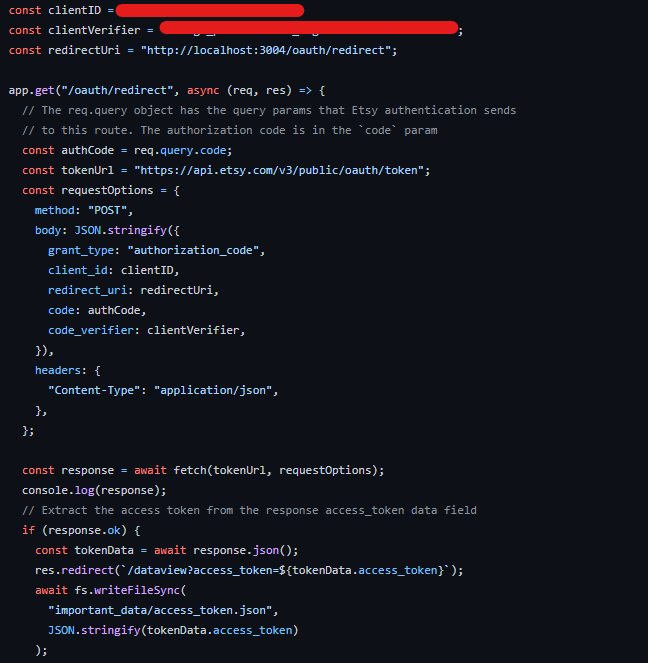 const clientID =
const clientVerifier = ;
const redirectUri = "http://localhost:3004/oauth/redirect";
app.get("/oauth/redirect", async (req, res) => {
// The req.query object has the query params that Etsy authentication sends
// to this route. The authorization code is in the `code` param
const authCode = req.query.code;
const tokenUrl = "https://api.etsy.com/v3/public/oauth/token";
const requestOptions = {
method: "POST",
body: JSON.stringify({
grant_type: "authorization_code",
client_id: clientID,
redirect_uri: redirectUri,
code: authCode,
code_verifier: clientVerifier,
}),
headers: {
"Content-Type": "application/json",
},
};
const response = await fetch(tokenUrl, requestOptions);
console.log(response);
// Extract the access token from the response access_token data field
if (response.ok) {
const tokenData = await response.json();
res.redirect(`/dataview?access_token=${tokenData.access_token}`);
await fs.writeFileSync(
"important_data/access_token.json",
JSON.stringify(tokenData.access_token)
);